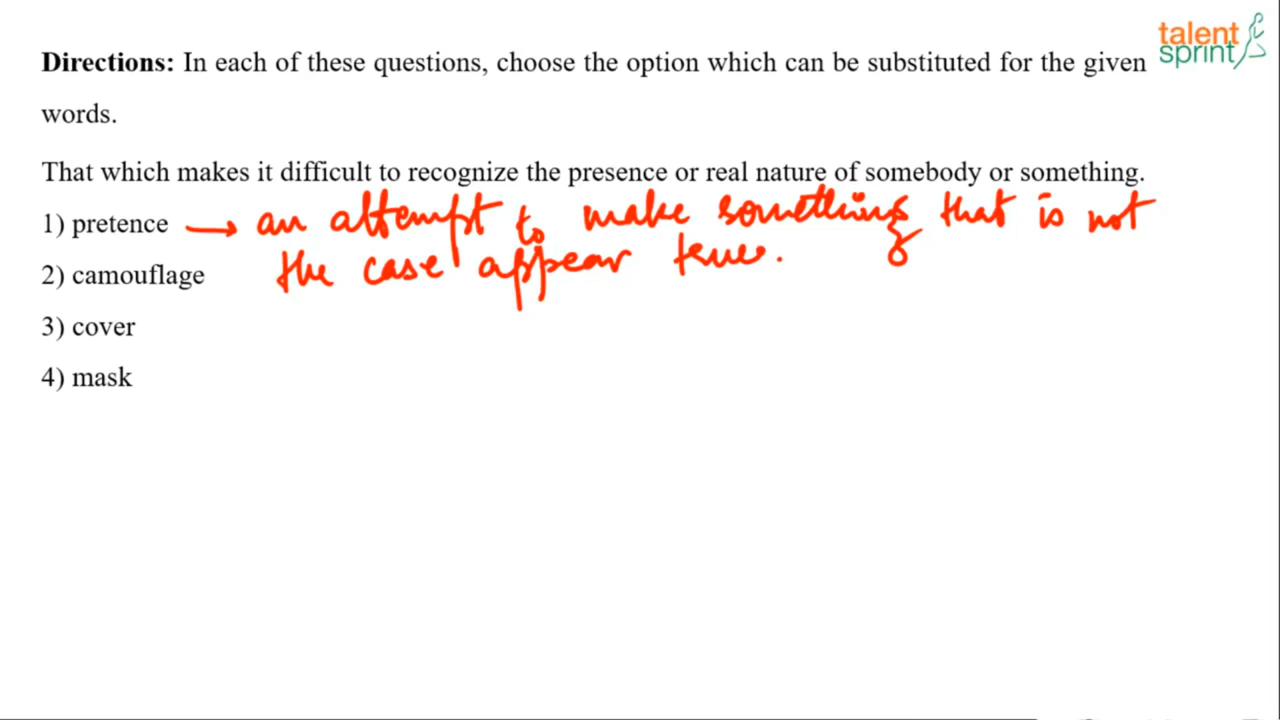 talent
sprint
Directions: In each of these questions, choose the option which can be substituted for the given
words.
That which makes it difficult to recognize the presence or real nature of somebody or something.
1) pretence → an attempt to make something that is not
the case appear true.
2) camouflage
3) cover
4) mask